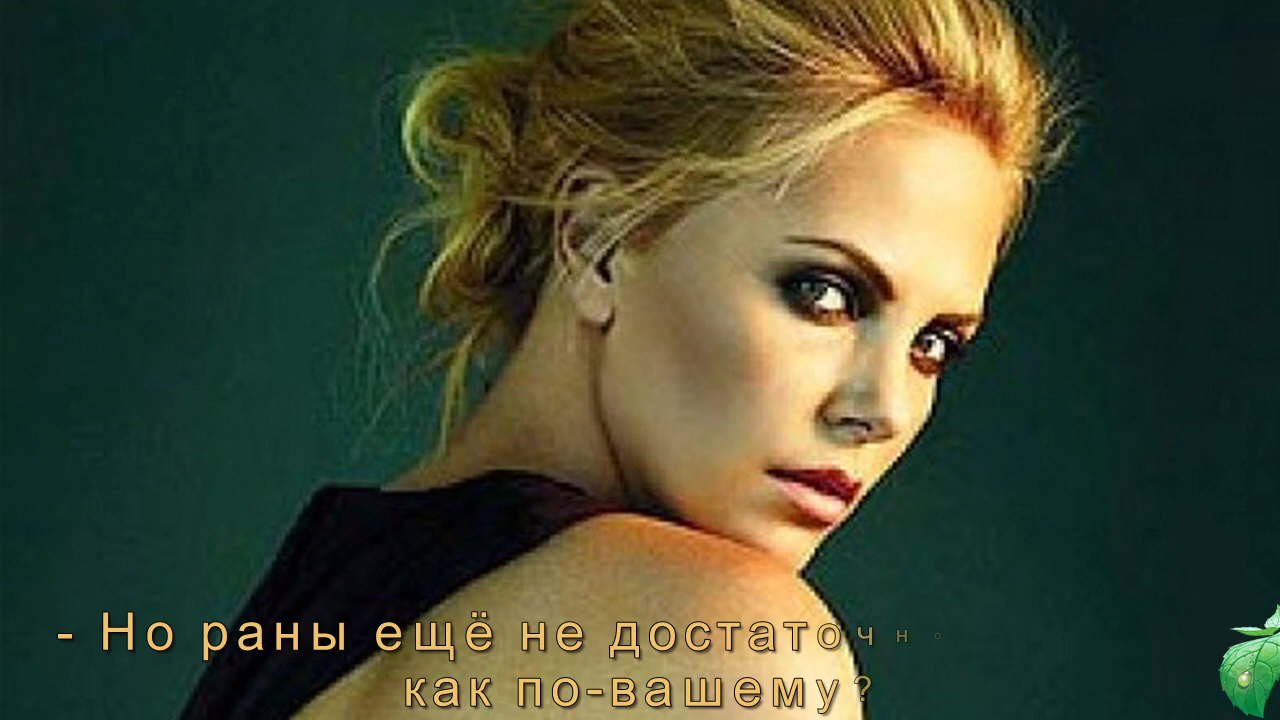 - Но раны ещё не достаточно
как по-вашему?